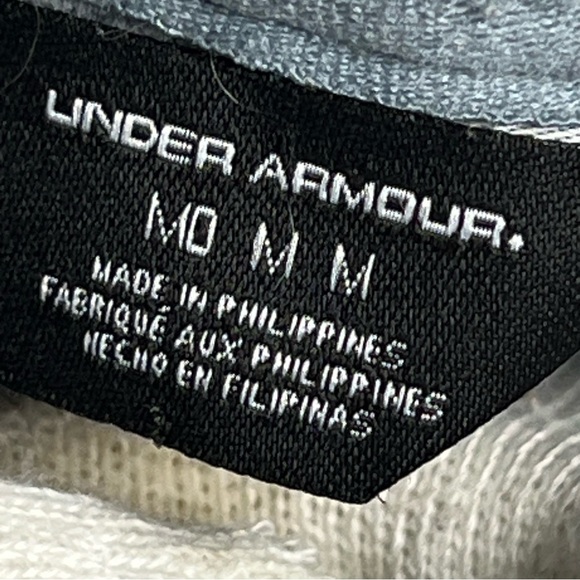 UNDER ARMOUR.
MD M M
MADE IN PHILIPPINES
FABRIQUÉ AUX PHILIPPINES
HECHO EN FILIPINAS